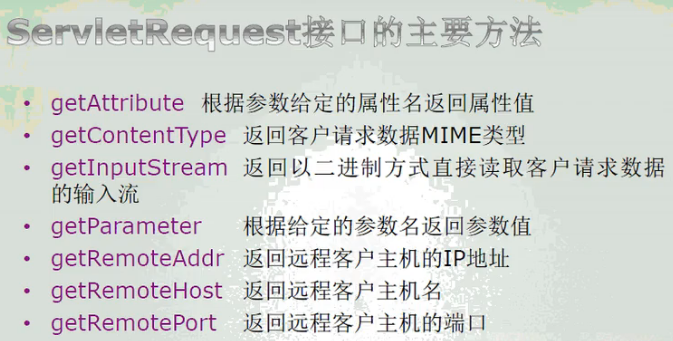 ServletRequest接口的主要方法
• getAttribute 根据参数给定的属性名返回属性值
• getContentType 返回客户请求数据MIME类型
• getInputStream 返回以二进制方式直接读取客户请求数据
的输入流
• getParameter 根据给定的参数名返回参数值
• getRemoteAddr 返回远程客户主机的IP地址
• getRemoteHost 返回远程客户主机名
• getRemotePort 返回远程客户主机的端口